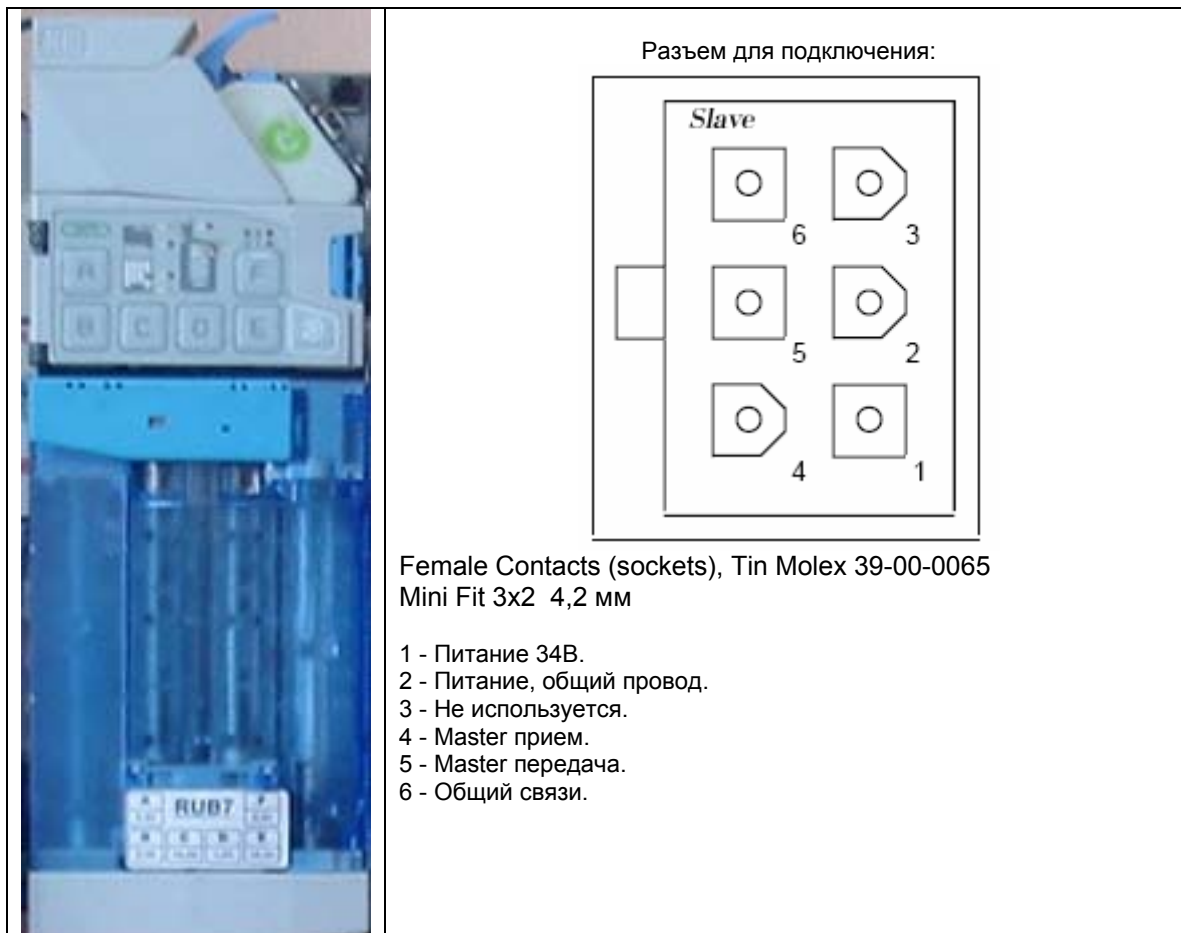 A
F
B
C
D
E
RUB7
Разъем для подключения:
Slave
6
3
5
2
4
1
Female Contacts (sockets), Tin Molex 39-00-0065
Mini Fit 3x2 4,2 мм
1 - Питание 34В.
2 - Питание, общий провод.
3 - Не используется.
4 - Master прием.
5 - Master передача.
6 - Общий связи.